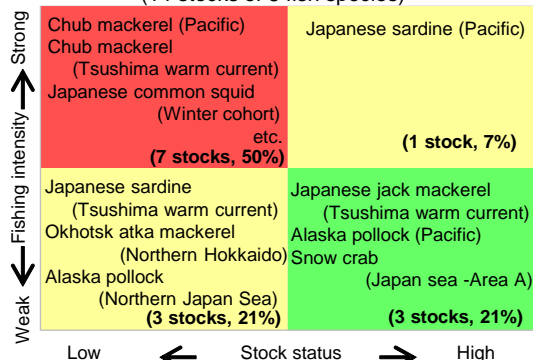 Strong
Fishing intensity
Weak
Chub mackerel (Pacific)
Chub mackerel
(Tsushima warm current)
Japanese common squid
(Winter cohort)
etc.
(7 stocks, 50%)
Japanese sardine (Pacific)
(1 stock, 7%)
Japanese sardine
(Tsushima warm current)
Okhotsk atka mackerel
(Northern Hokkaido)
Alaska pollock
(Northern Japan Sea)
(3 stocks, 21%)
Japanese jack mackerel
(Tsushima warm current)
Alaska pollock (Pacific)
Snow crab
(Japan sea -Area A)
(3 stocks, 21%)
Low
Stock status
High